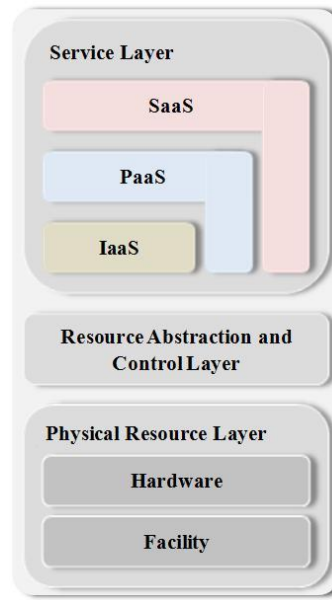 Service Layer
SaaS
PaaS
IaaS
Resource Abstraction and
Control Layer
Physical Resource Layer
Hardware
Facility